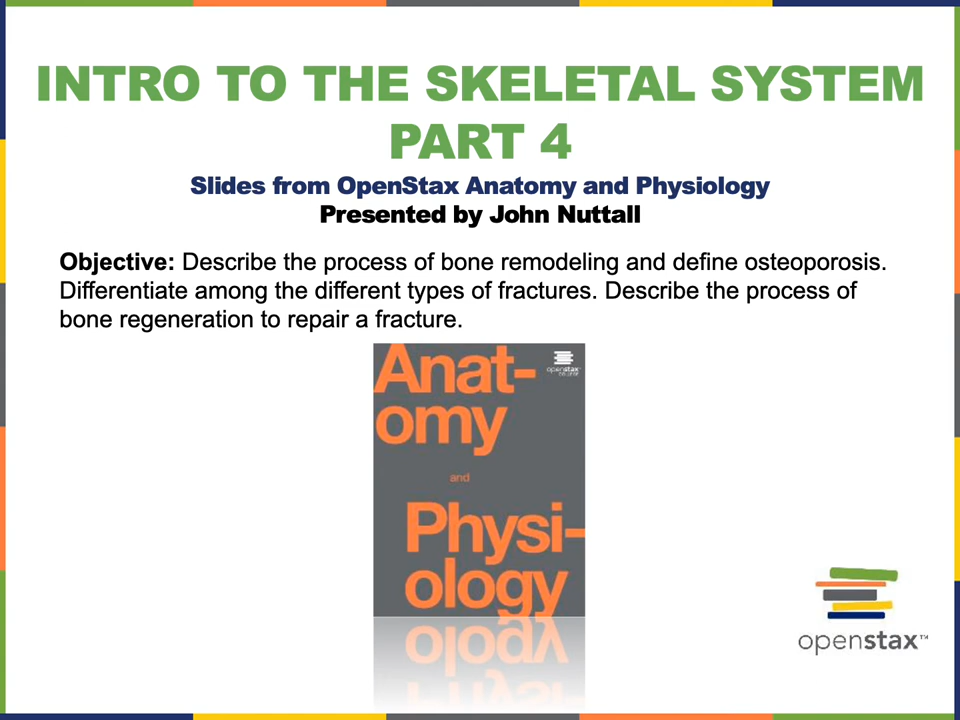 INTRO TO THE SKELETAL SYSTEM
PART 4
Slides from OpenStax Anatomy and Physiology
Presented by John Nuttall
Objective: Describe the process of bone remodeling and define osteoporosis.
Differentiate among the different types of fractures. Describe the process of
bone regeneration to repair a fracture.
openstax
Anat-
omy
and
Physi-
ology
openstax™